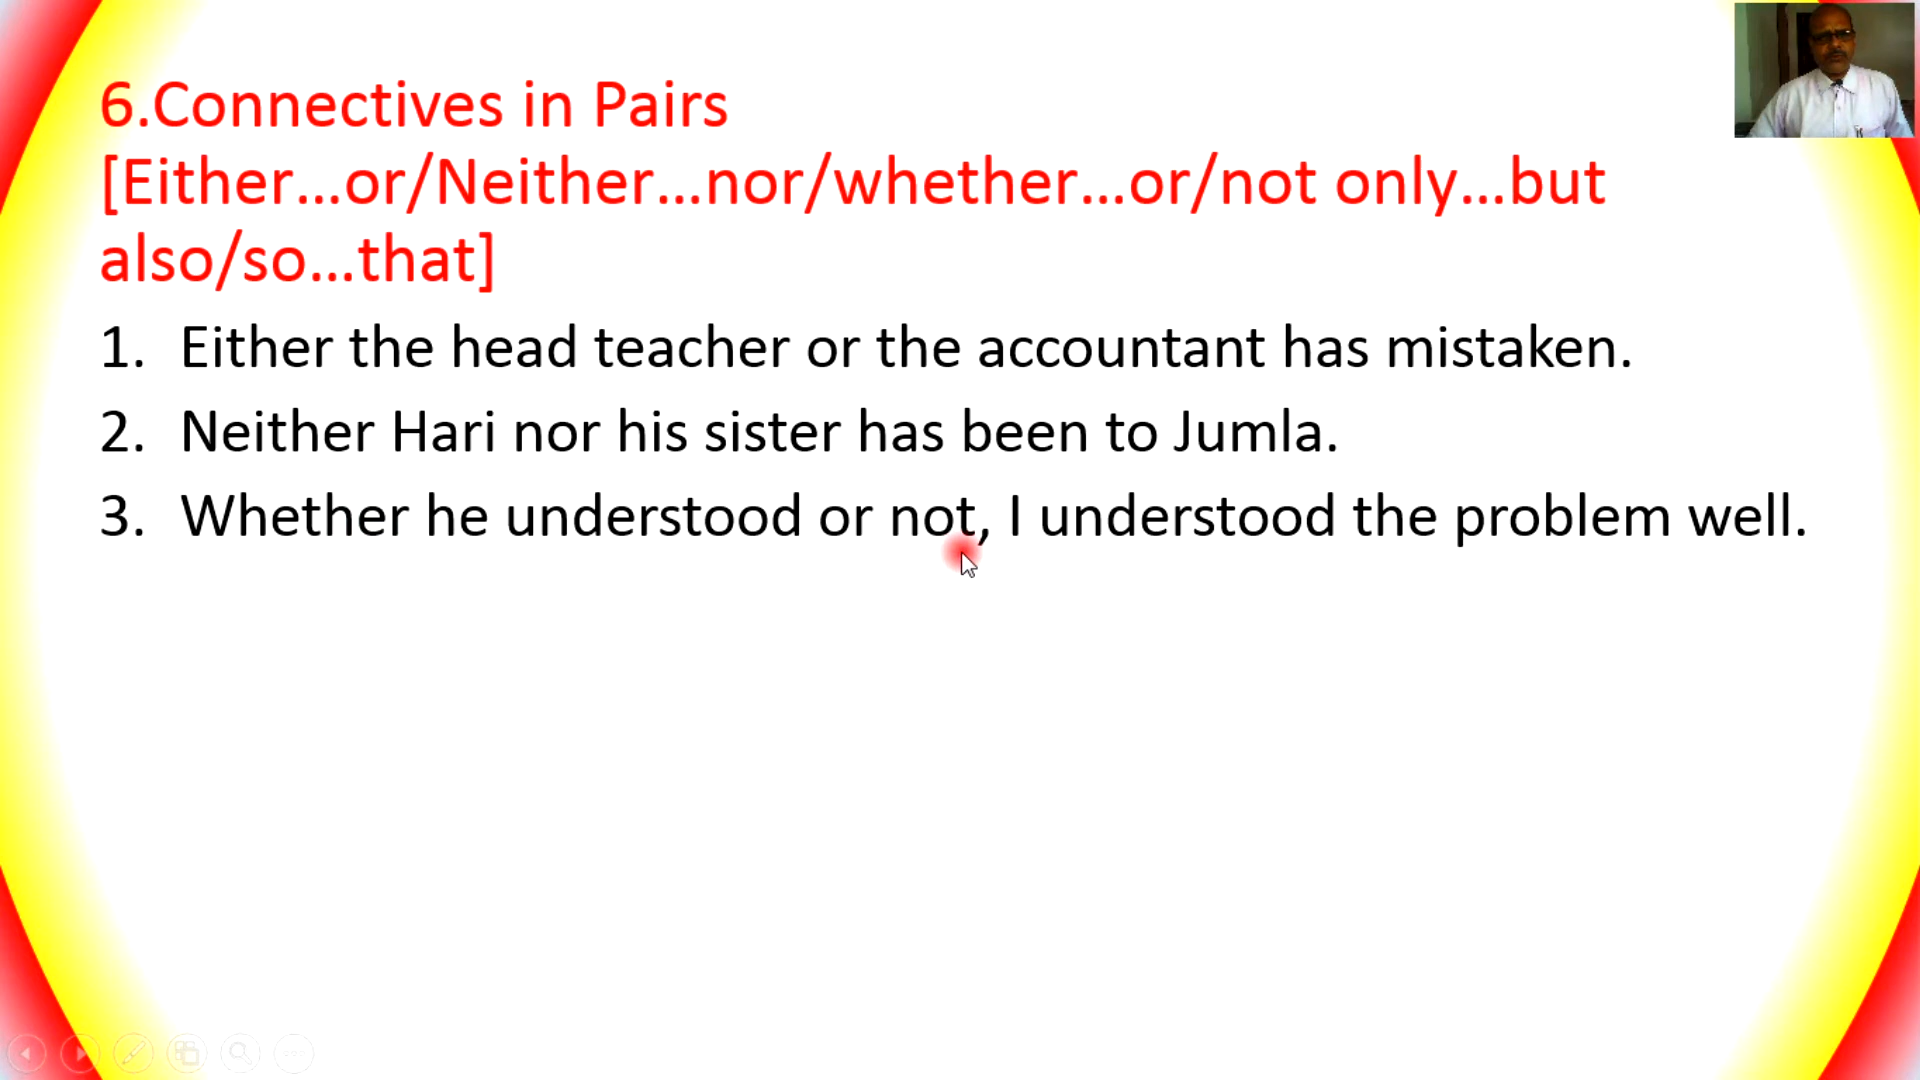 6.Connectives in Pairs
[Either...or/Neither...nor/whether...or/not only...but
also/so...that]
1. Either the head teacher or the accountant has mistaken.
2. Neither Hari nor his sister has been to Jumla.
3. Whether he understood or not, I understood the problem well.